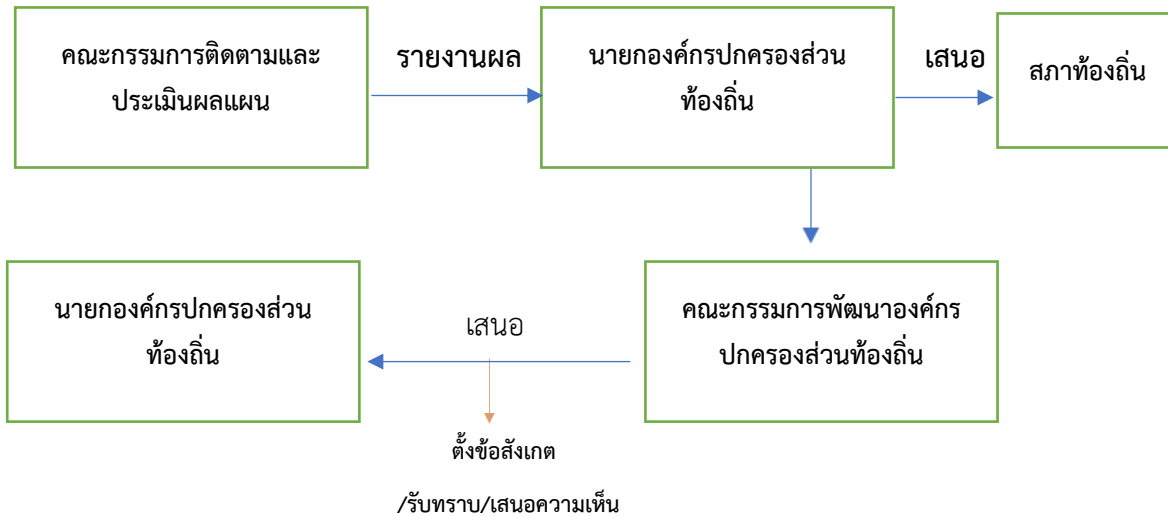 คณะกรรมการติดตามและ
ประเมินผลแผน
รายงานผล
นายกองค์กรปกครองส่วน
ท้องถิ่น
เสนอ
สภาท้องถิ่น
นายกองค์กรปกครองส่วน
ท้องถิ่น
เสนอ
คณะกรรมการพัฒนาองค์กร
ปกครองส่วนท้องถิ่น
ตั้งข้อสังเกต
/รับทราบ/เสนอความเห็น